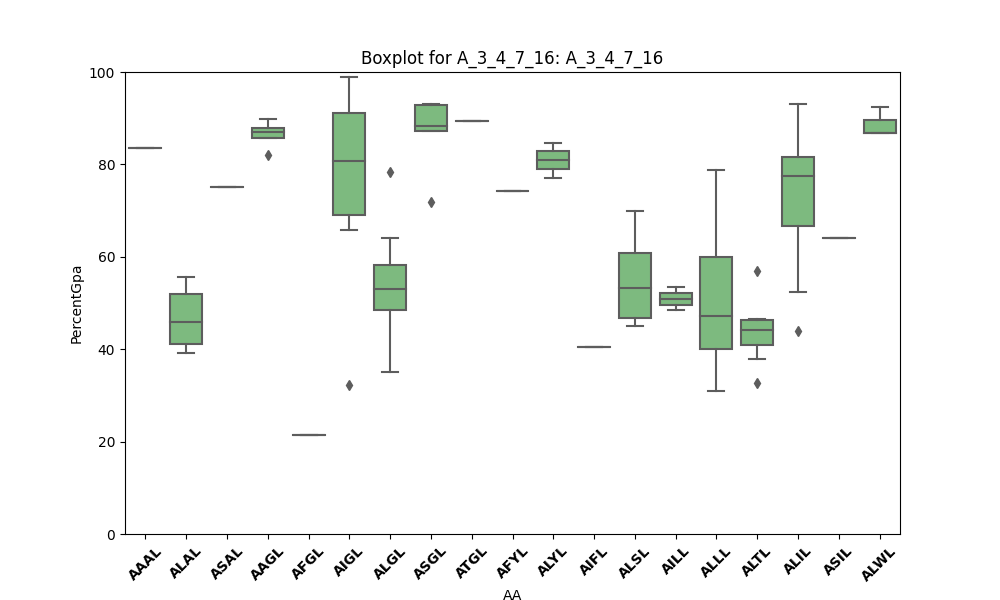 Boxplot for A_3_4_7_16: A_3_4_7_16
100
80
60
40
20
0
PercentGpa
AAAL ALAL ASAL AAGL AFGL AIGL ALGL ASGL ATGL AFYL ALYL AIFL ALSL AILL ALLL ALTL ALIL ASIL ALWL
AA